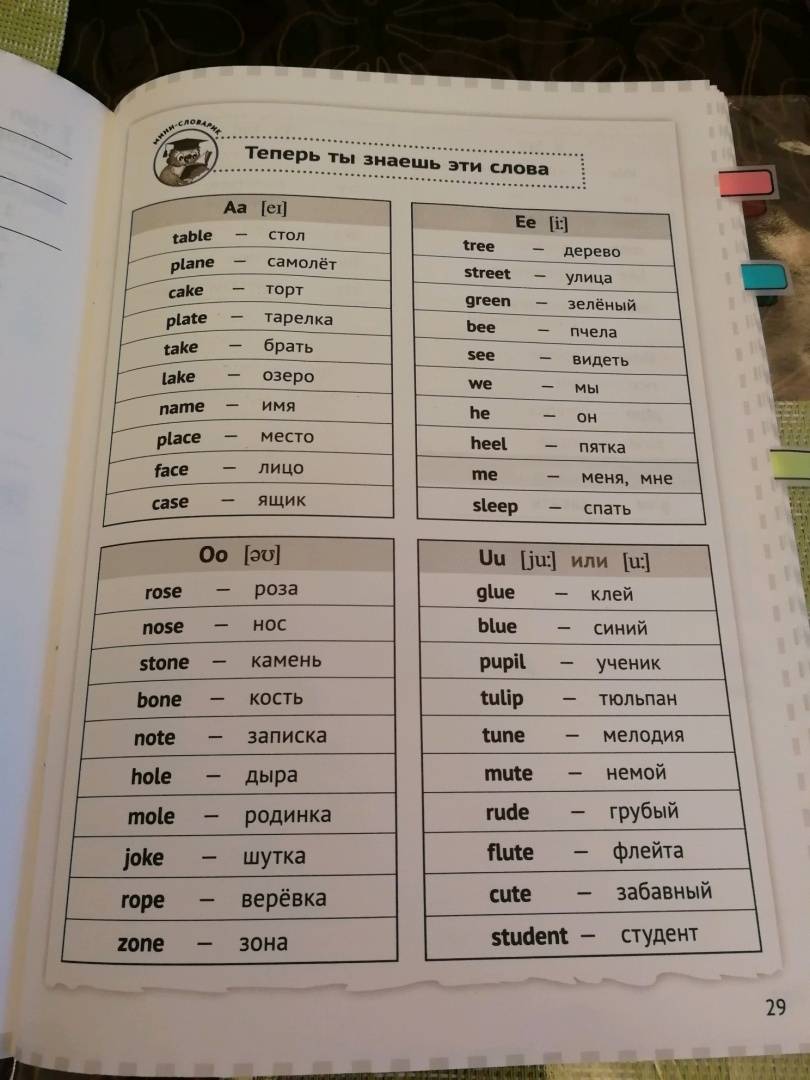 МИНИ-СЛОВАРИК
Теперь ты знаешь эти слова
Aa [eɪ]
table — стол
plane — самолёт
cake — торт
plate — тарелка
take — брать
lake — озеро
name — имя
place — место
face — лицо
case — ящик
Ee [i:]
tree — дерево
street — улица
green — зелёный
bee — пчела
see — видеть
we — мы
he — он
heel — пятка
me — меня, мне
sleep — спать
Oo [əʊ]
rose — роза
nose — нос
stone — камень
bone — кость
note — записка
hole — дыра
mole — родинка
joke — шутка
rope — верёвка
zone — зона
Uu [ju:] или [u:]
glue — клей
blue — синий
pupil — ученик
tulip — тюльпан
tune — мелодия
mute — немой
rude — грубый
flute — флейта
cute — забавный
student — студент
29